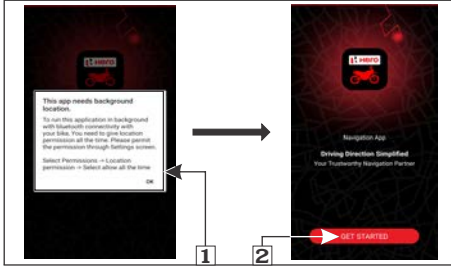 Hero
This app needs background
location.
To run this application in background
with bluetooth connectivity with
your bike. You need to give location
permission all the time. Please permit
the permission through Settings screen.
Select Permissions -> Location
permission -> Select allow all the time
OK
1
Hero
Navigation App
Driving Direction Simplified
Your Trustworthy Navigation Partner
GET STARTED
2